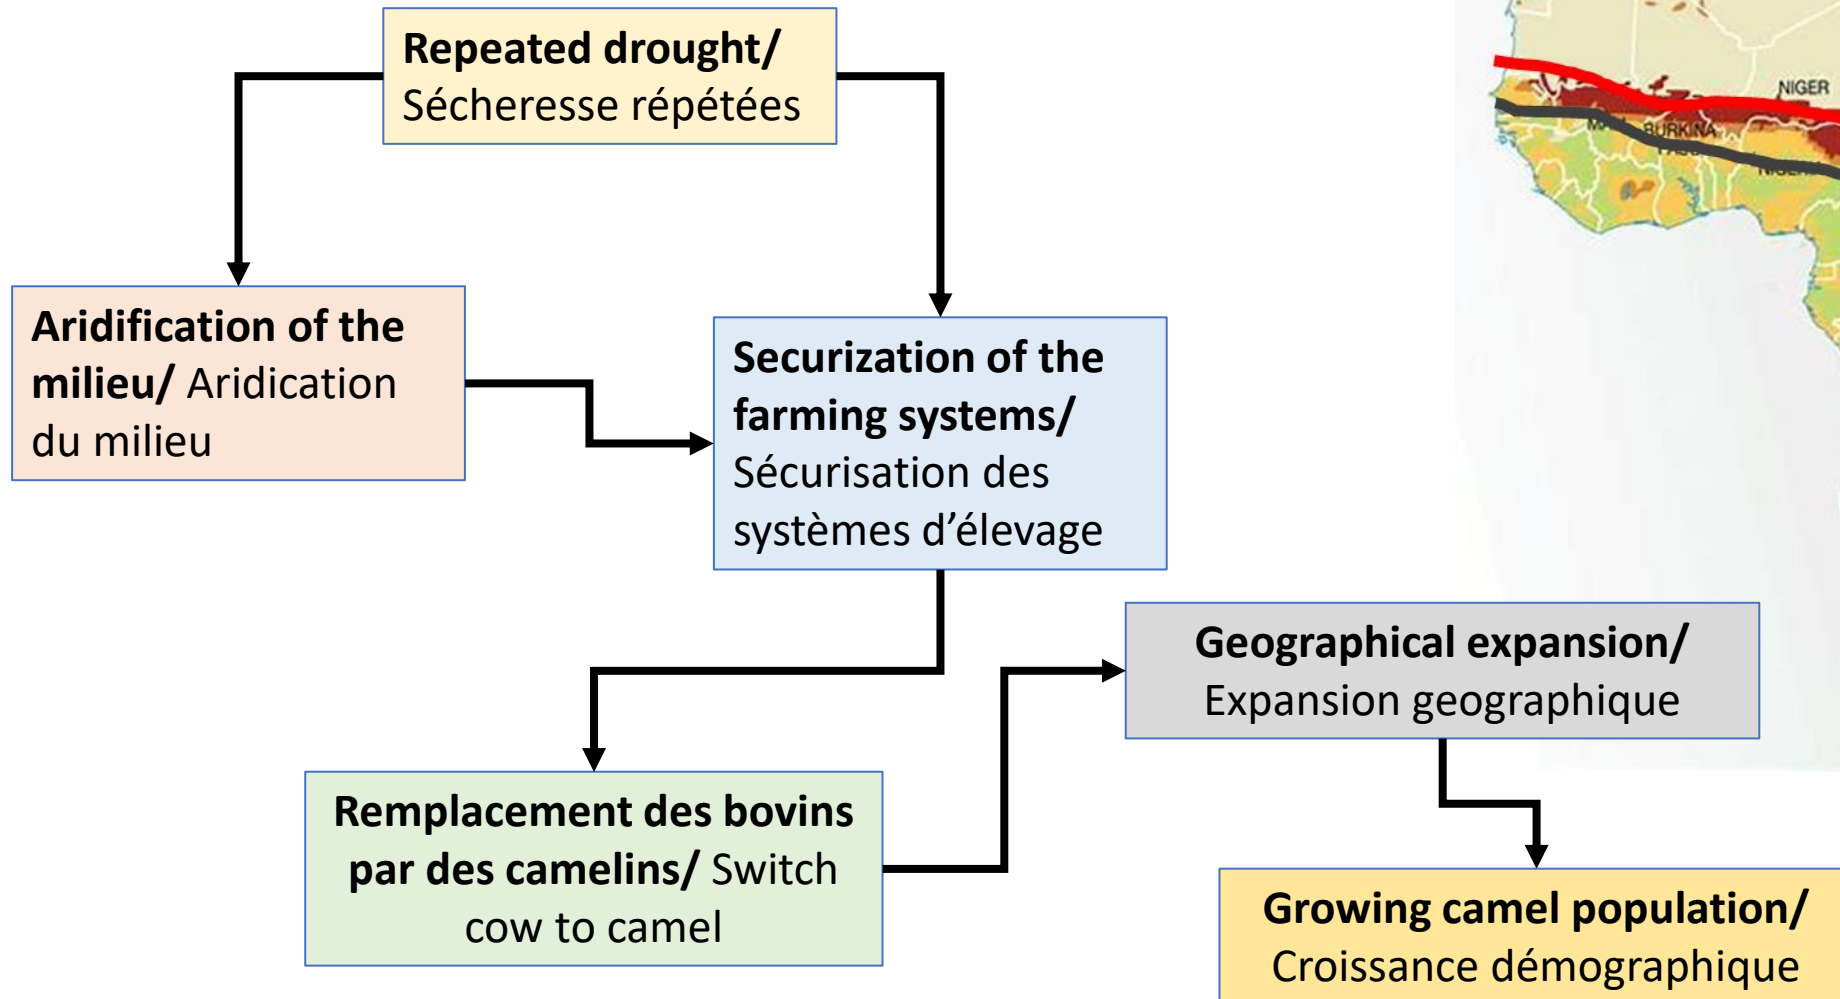 Repeated drought/
Sécheresse répétées
NIGER
BURKINA
Aridification of the
milieu/ Aridication
du milieu
Securization of the
farming systems/
Sécurisation des
systèmes d’élevage
Geographical expansion/
Expansion geographique
Remplacement des bovins
par des camelins/ Switch
cow to camel
Growing camel population/
Croissance démographique